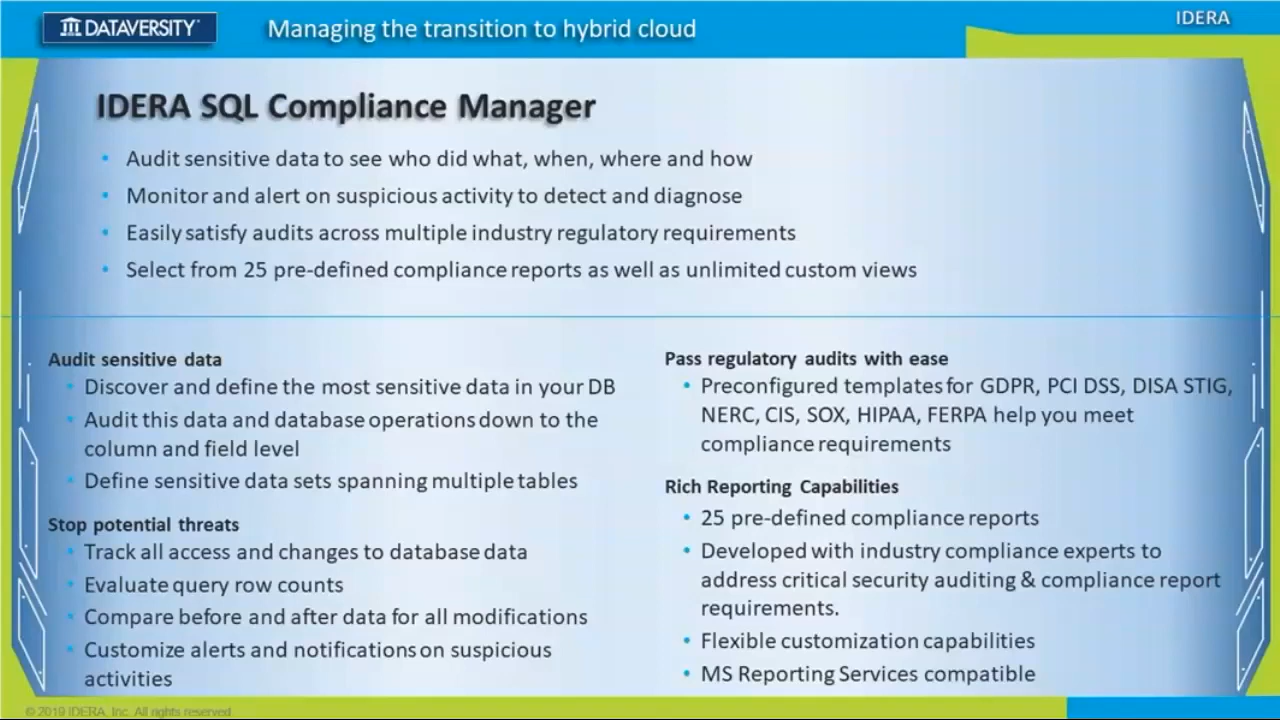 DATAVERSITY
Managing the transition to hybrid cloud
IDERA
IDERA SQL Compliance Manager
• Audit sensitive data to see who did what, when, where and how
• Monitor and alert on suspicious activity to detect and diagnose
• Easily satisfy audits across multiple industry regulatory requirements
• Select from 25 pre-defined compliance reports as well as unlimited custom views
Audit sensitive data
• Discover and define the most sensitive data in your DB
• Audit this data and database operations down to the
column and field level
• Define sensitive data sets spanning multiple tables
Stop potential threats
• Track all access and changes to database data
• Evaluate query row counts
• Compare before and after data for all modifications
• Customize alerts and notifications on suspicious
activities
Pass regulatory audits with ease
• Preconfigured templates for GDPR, PCI DSS, DISA STIG,
NERC, CIS, SOX, HIPAA, FERPA help you meet
compliance requirements
Rich Reporting Capabilities
• 25 pre-defined compliance reports
• Developed with industry compliance experts to
address critical security auditing & compliance report
requirements.
• Flexible customization capabilities
• MS Reporting Services compatible
© 2019 IDERA, Inc. All rights reserved.